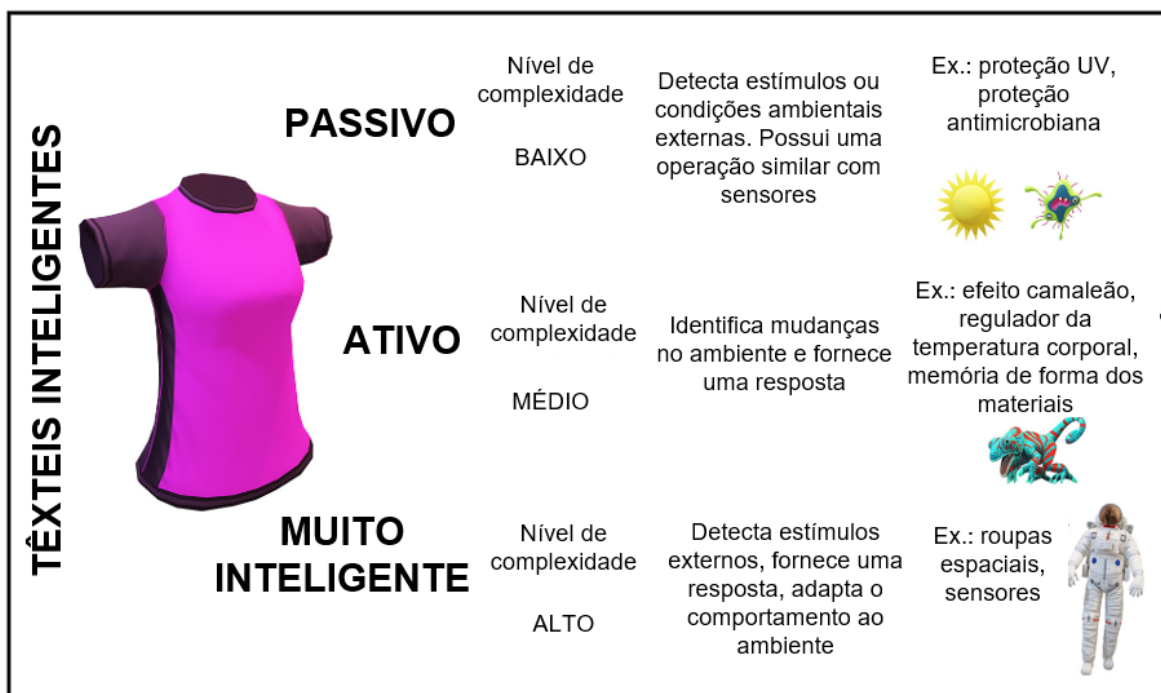 TÊXTEIS INTELIGENTES
PASSIVO
Nível de
complexidade
BAIXO
Detecta estímulos ou
condições ambientais
externas. Possui uma
operação similar com
sensores
Ex.: proteção UV,
proteção
antimicrobiana
ATIVO
Nível de
complexidade
MÉDIO
Identifica mudanças
no ambiente e fornece
uma resposta
Ex.: efeito camaleão,
regulador da
temperatura corporal,
memória de forma dos
materiais
MUITO
INTELIGENTE
Nível de
complexidade
ALTO
Detecta estímulos
externos, fornece uma
resposta, adapta o
comportamento ao
ambiente
Ex.: roupas
espaciais,
sensores